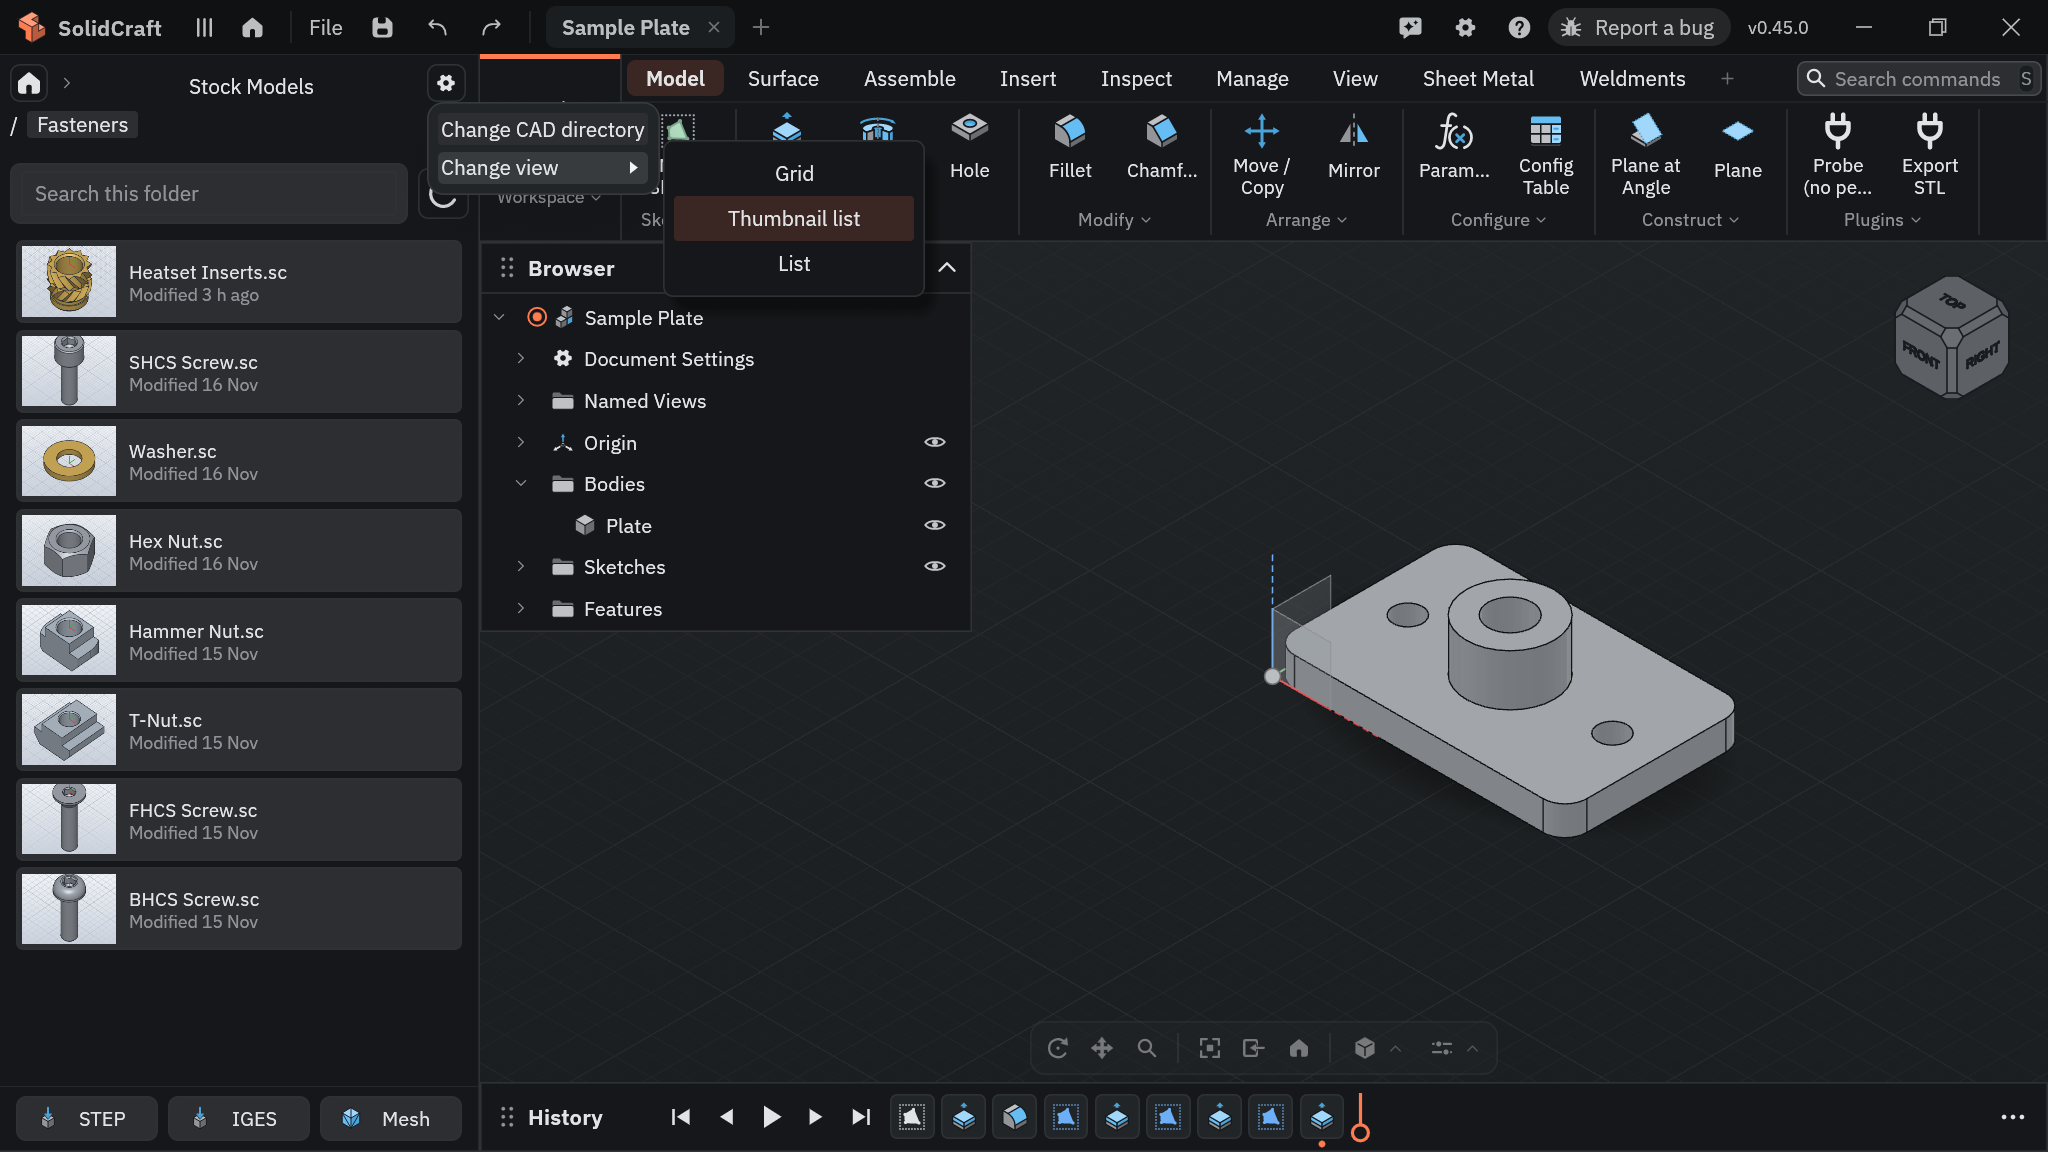 SolidCraft
File
Sample Plate
Report a bug
v0.45.0
Stock Models
/ Fasteners
Model
Surface
Assemble
Insert
Inspect
Manage
View
Sheet Metal
Weldments
Search commands
S
Change CAD directory
Change view
Grid
Thumbnail list
List
Workspace
Hole
Fillet
Chamf...
Modify
Move /
Copy
Mirror
Arrange
Param...
Config
Table
Configure
Plane at
Angle
Plane
Construct
Probe
(no pe...
Export
STL
Plugins
Search this folder
Heatset Inserts.sc
Modified 3 h ago
SHCS Screw.sc
Modified 16 Nov
Washer.sc
Modified 16 Nov
Hex Nut.sc
Modified 16 Nov
Hammer Nut.sc
Modified 15 Nov
T-Nut.sc
Modified 15 Nov
FHCS Screw.sc
Modified 15 Nov
BHCS Screw.sc
Modified 15 Nov
STEP
IGES
Mesh
Browser
Sample Plate
Document Settings
Named Views
Origin
Bodies
Plate
Sketches
Features
TOP
FRONT
RIGHT
History